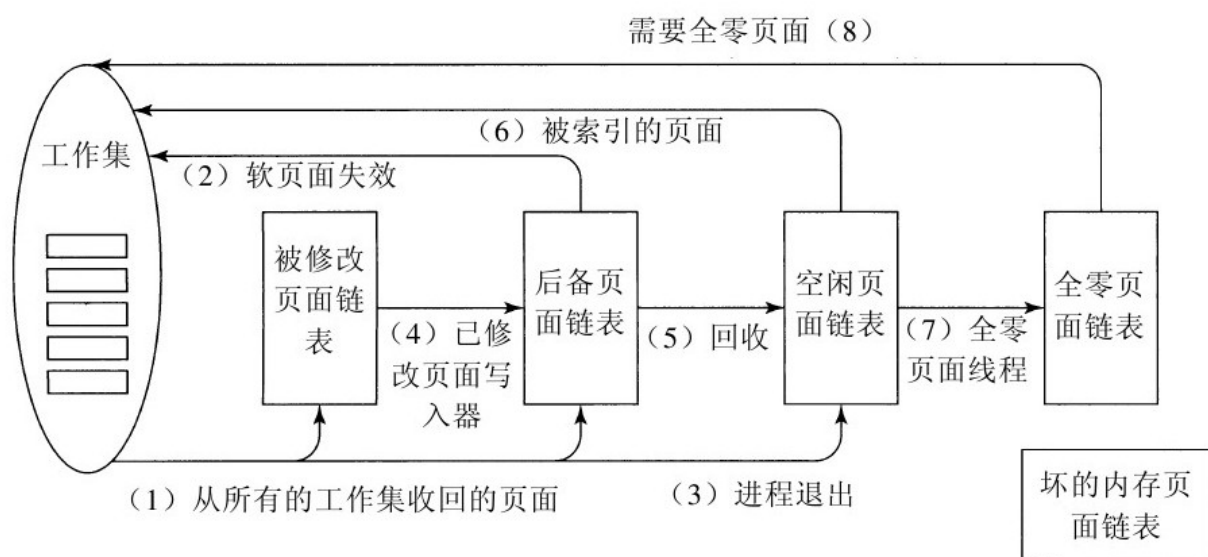 需要全零页面（8）
（6）被索引的页面
工作集
（2）软页面失效
被修改
页面链
表
（4）已修
改页面写
入器
后备页
面链表
（5）回收
空闲页
面链表
（7）全零
页面线程
全零页
面链表
（1）从所有的工作集收回的页面
（3）进程退出
坏的内存页
面链表